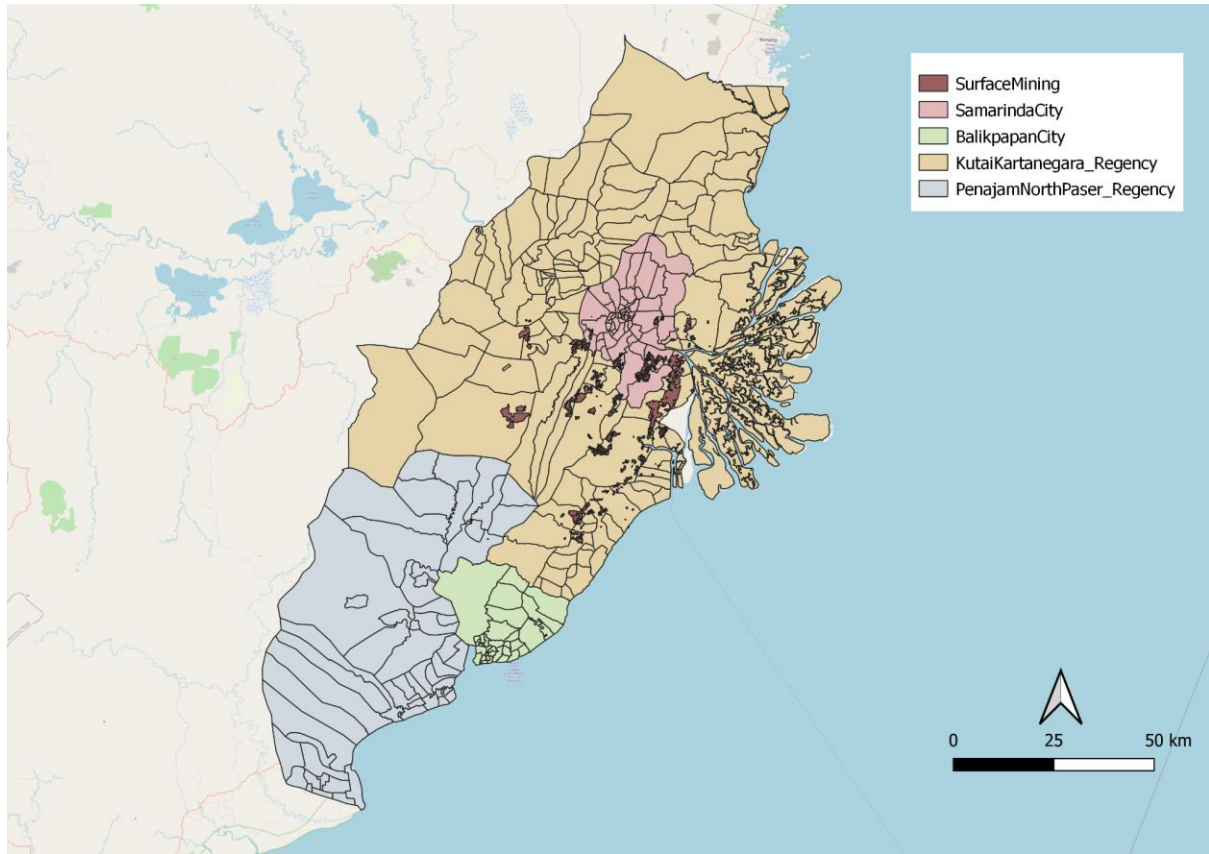 SurfaceMining
SamarindaCity
BalikpapanCity
KutaiKartanegara_Regency
PenajamNorthPaser_Regency
0 25 50 km